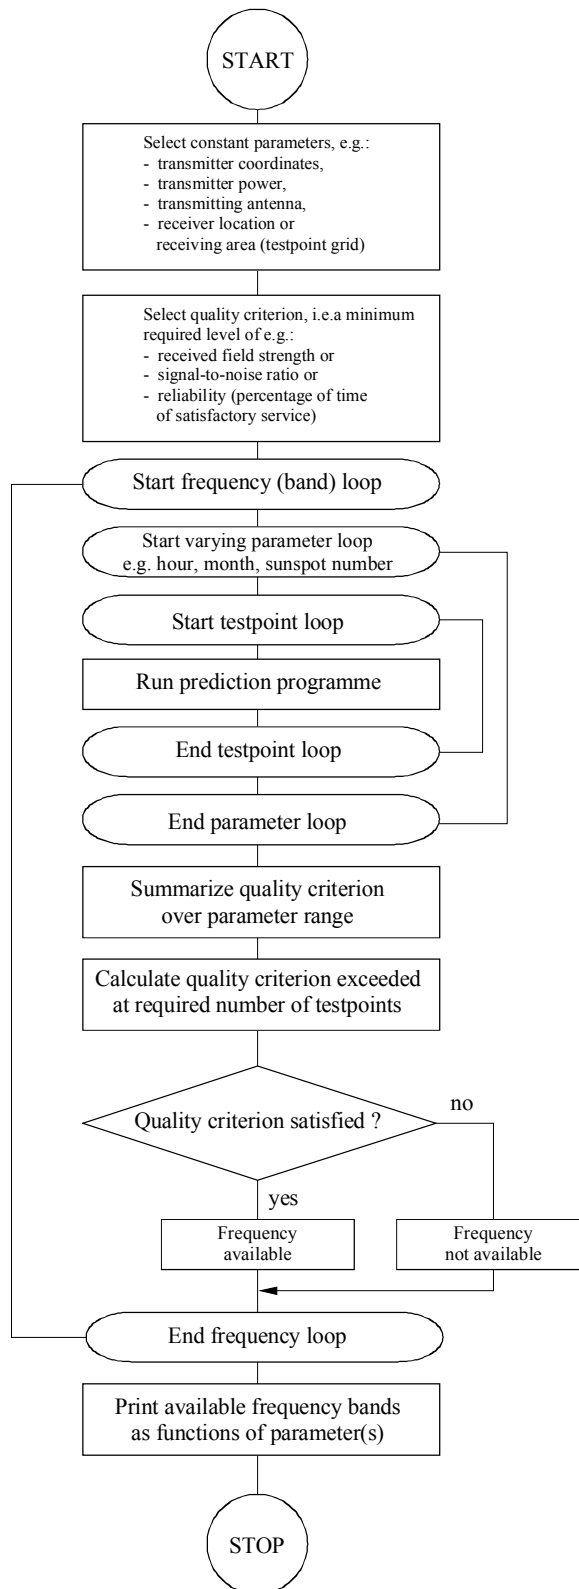 START
Select constant parameters, e.g.:
- transmitter coordinates,
- transmitter power,
- transmitting antenna,
- receiver location or
receiving area (testpoint grid)
Select quality criterion, i.e.a minimum
required level of e.g.:
- received field strength or
- signal-to-noise ratio or
- reliability (percentage of time
of satisfactory service)
Start frequency (band) loop
Start varying parameter loop
e.g. hour, month, sunspot number
Start testpoint loop
Run prediction programme
End testpoint loop
End parameter loop
Summarize quality criterion
over parameter range
Calculate quality criterion exceeded
at required number of testpoints
Quality criterion satisfied ?
no
yes
Frequency
available
Frequency
not available
End frequency loop
Print available frequency bands
as functions of parameter(s)
STOP